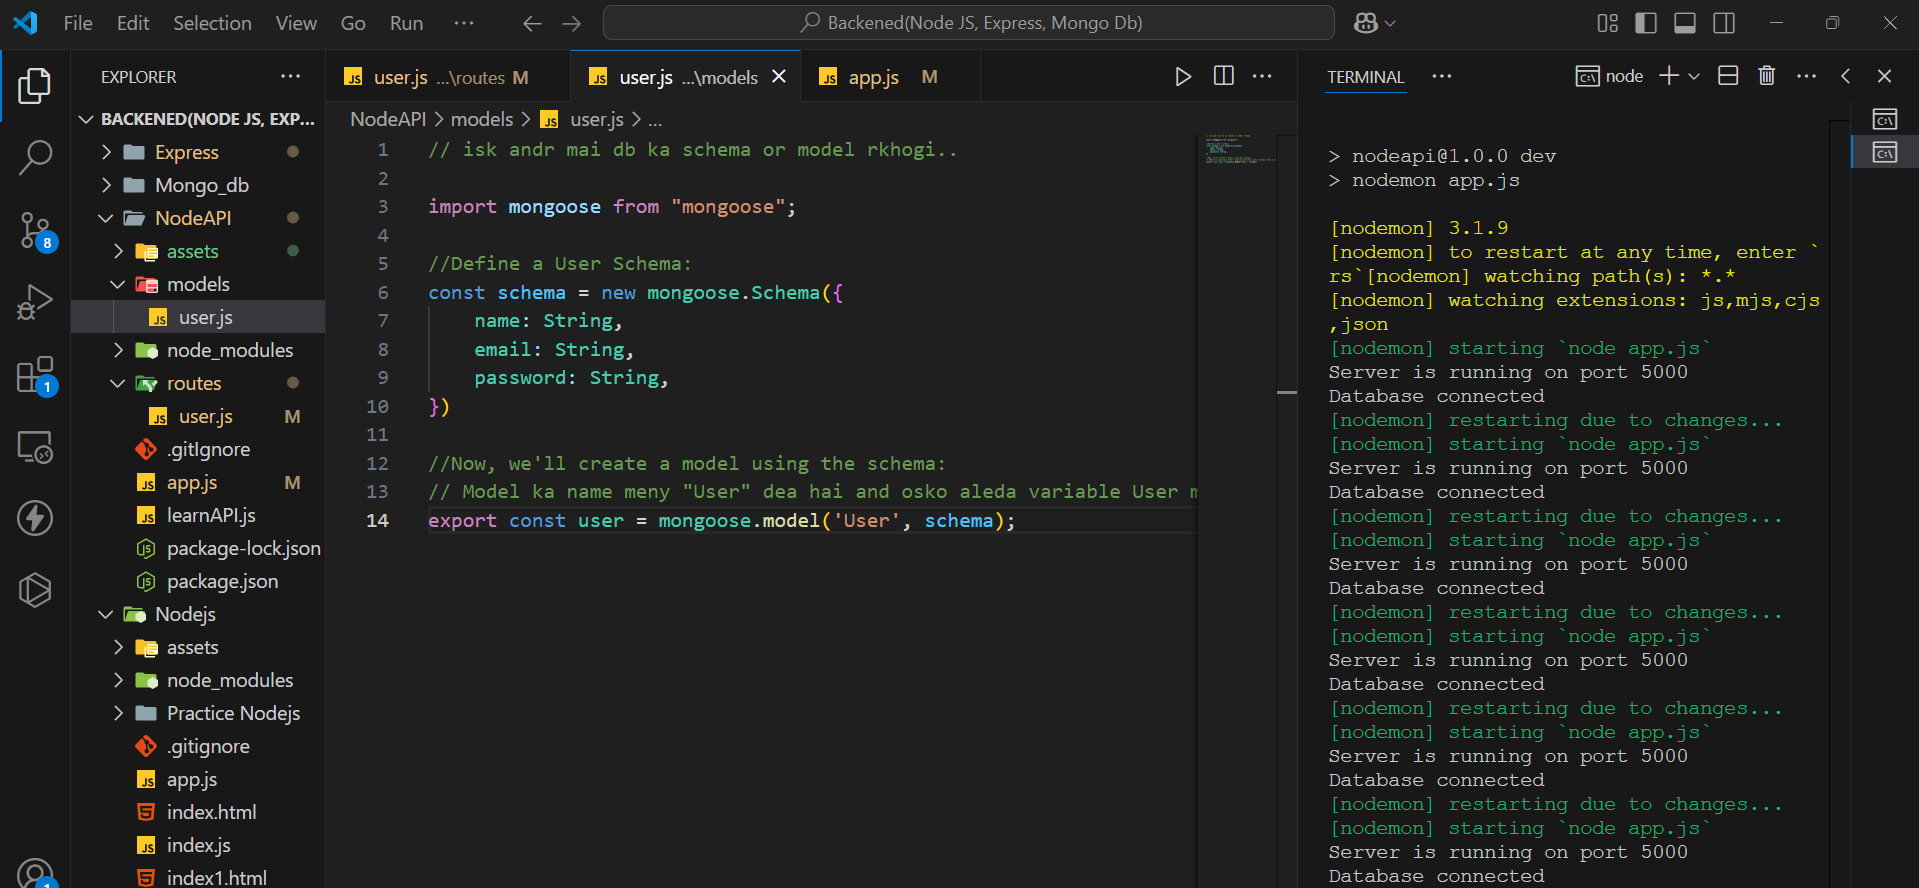 File Edit Selection View Go Run ··· Backened(Node JS, Express, Mongo Db)
EXPLORER
BACKENED(NODE JS, EXP...
Express
Mongo_db
NodeAPI
assets
models
user.js
node_modules
routes
user.js M
.gitIgnore
app.js M
learnAPI.js
package-lock.json
package.json
Nodejs
assets
node_modules
Practice Nodejs
.gitignore
app.js
index.html
index.js
index1.html
8
1
1
user.js ...\routes M
user.js ...\models
app.js M
NodeAPI > models > user.js > ...
1 // isk andr mai db ka schema or model rkhogi..
2
3 import mongoose from "mongoose";
4
5 //Define a User Schema:
6 const schema = new mongoose.Schema({
7 name: String,
8 email: String,
9 password: String,
10 })
11
12 //Now, we'll create a model using the schema:
13 // Model ka name meny "User" dea hai and osko aleda variable User m
14 export const user = mongoose.model('User', schema);
TERMINAL ··· node
> nodeapi@1.0.0 dev
> nodemon app.js
[nodemon] 3.1.9
[nodemon] to restart at any time, enter `
rs`[nodemon] watching path(s): *.*
[nodemon] watching extensions: js,mjs,cjs
,json
[nodemon] starting `node app.js`
Server is running on port 5000
Database connected
[nodemon] restarting due to changes...
[nodemon] starting `node app.js`
Server is running on port 5000
Database connected
[nodemon] restarting due to changes...
[nodemon] starting `node app.js`
Server is running on port 5000
Database connected
[nodemon] restarting due to changes...
[nodemon] starting `node app.js`
Server is running on port 5000
Database connected
[nodemon] restarting due to changes...
[nodemon] starting `node app.js`
Server is running on port 5000
Database connected
[nodemon] restarting due to changes...
[nodemon] starting `node app.js`
Server is running on port 5000
Database connected